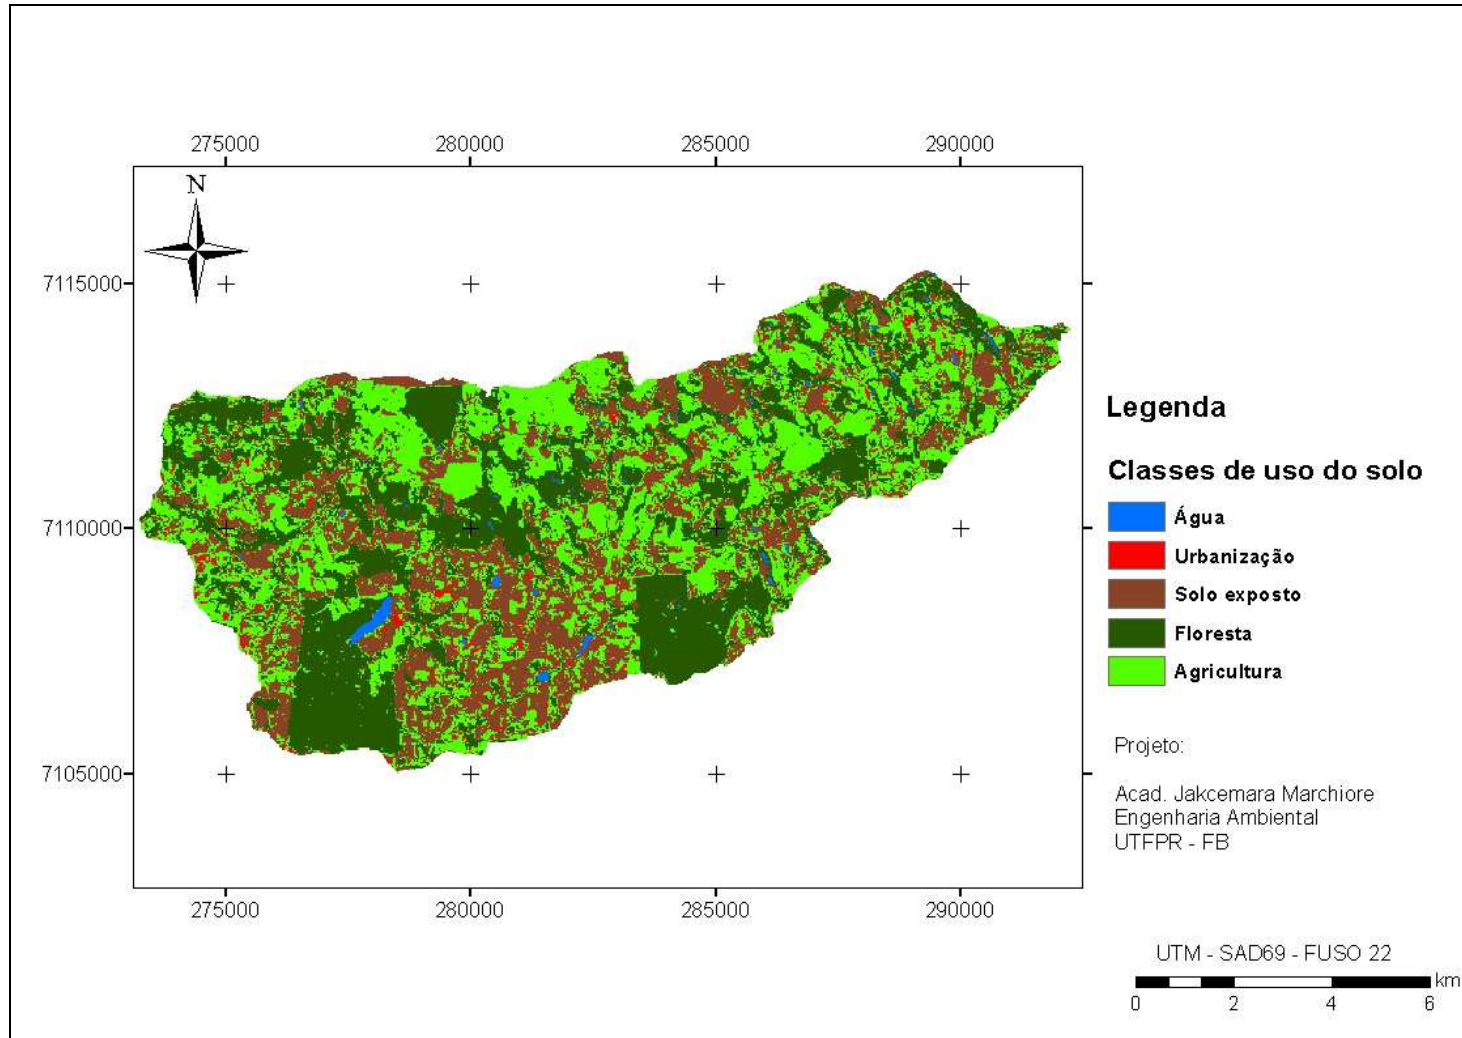 275000 280000 285000 290000
N
7115000
7110000
7105000
275000 280000 285000 290000
Legenda
Classes de uso do solo
Água
Urbanização
Solo exposto
Floresta
Agricultura
Projeto:
Acad. Jakcemara Marchiore
Engenharia Ambiental
UTFPR - FB
UTM - SAD69 - FUSO 22
km
0 2 4 6